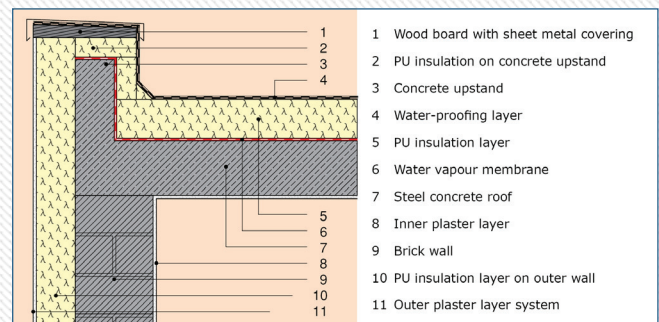 1
2
3
4
5
6
7
8
9
10
11
1 Wood board with sheet metal covering
2 PU insulation on concrete upstand
3 Concrete upstand
4 Water-proofing layer
5 PU insulation layer
6 Water vapour membrane
7 Steel concrete roof
8 Inner plaster layer
9 Brick wall
10 PU insulation layer on outer wall
11 Outer plaster layer system